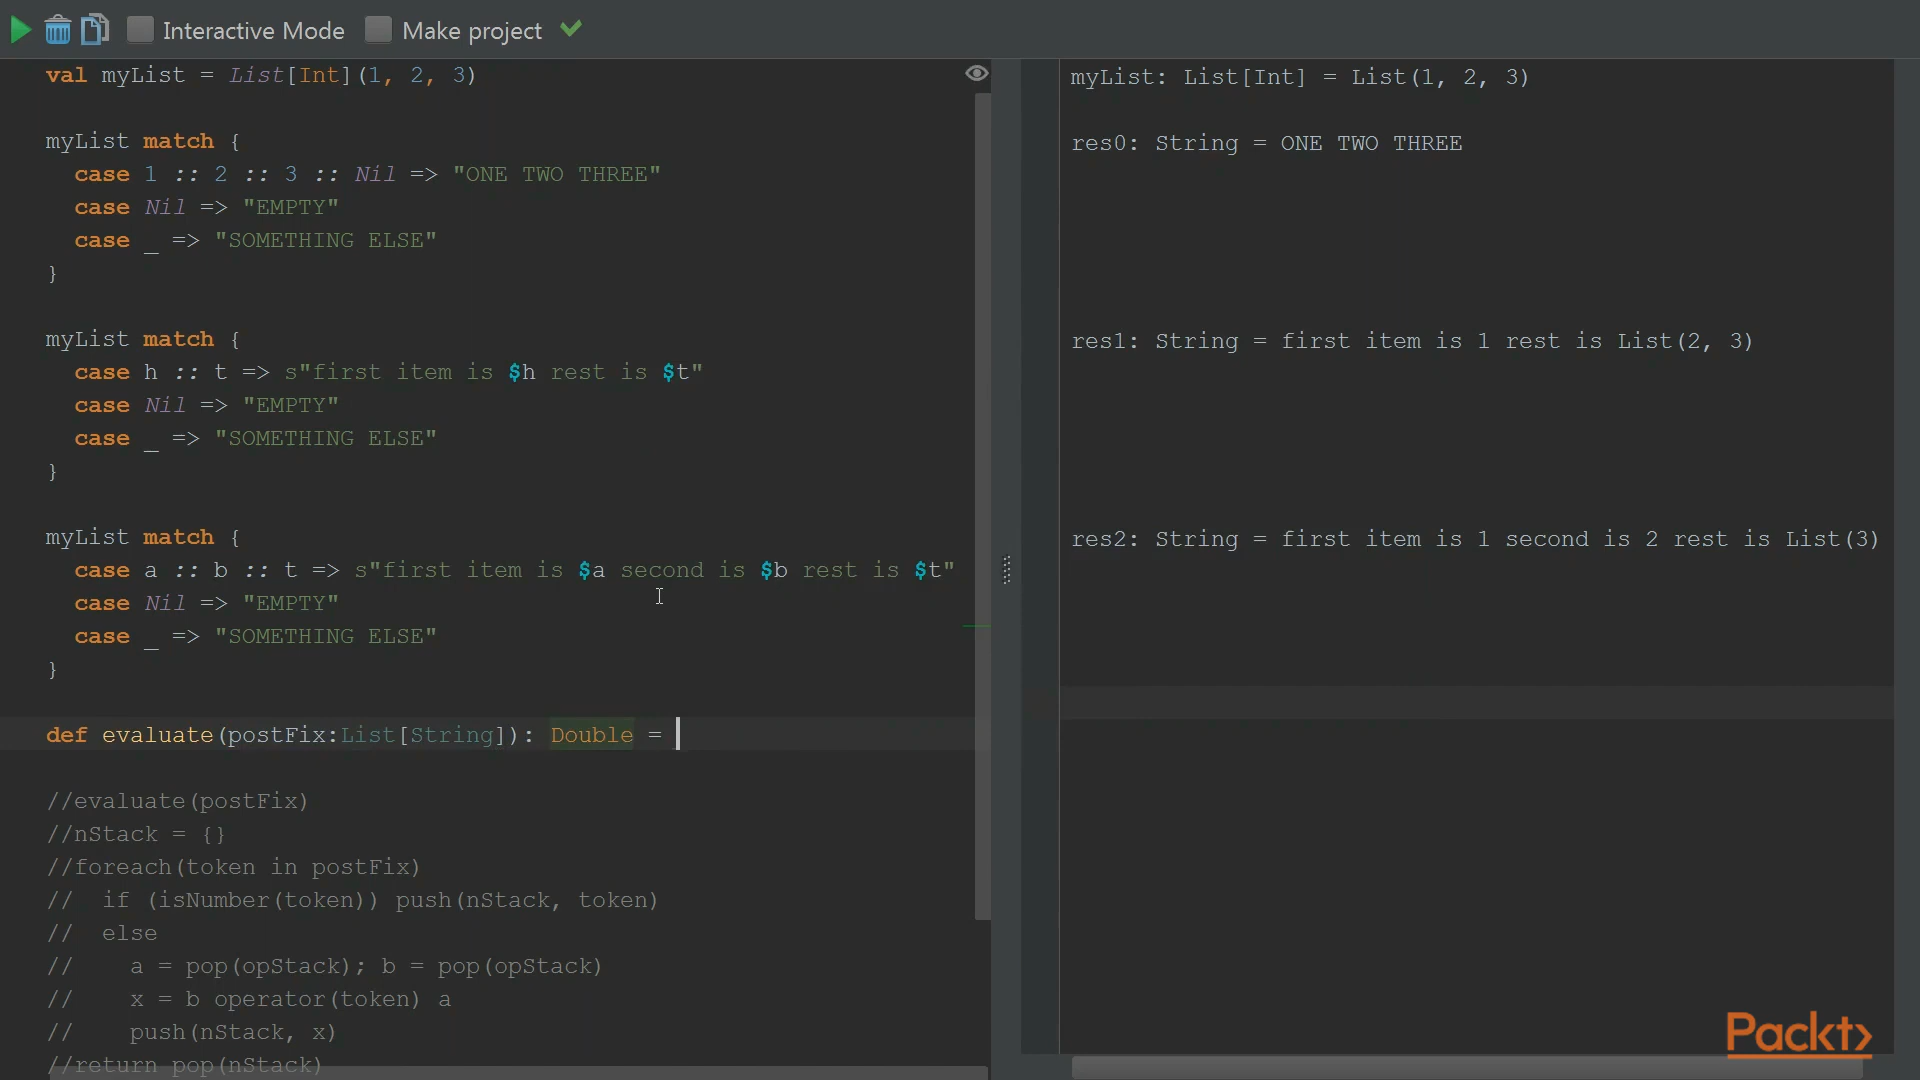 Interactive Mode Make project
val myList = List[Int](1, 2, 3)
myList match {
  case 1 :: 2 :: 3 :: Nil => "ONE TWO THREE"
  case Nil => "EMPTY"
  case _ => "SOMETHING ELSE"
}
myList match {
  case h :: t => s"first item is $h rest is $t"
  case Nil => "EMPTY"
  case _ => "SOMETHING ELSE"
}
myList match {
  case a :: b :: t => s"first item is $a second is $b rest is $t"
  case Nil => "EMPTY"
  case _ => "SOMETHING ELSE"
}
def evaluate(postFix:List[String]): Double =
//evaluate(postFix)
//nStack = {}
//foreach(token in postFix)
//  if (isNumber(token)) push(nStack, token)
//  else
//    a = pop(opStack); b = pop(opStack)
//    x = b operator(token) a
//    push(nStack, x)
//return pop(nStack)
myList: List[Int] = List(1, 2, 3)
res0: String = ONE TWO THREE
res1: String = first item is 1 rest is List(2, 3)
res2: String = first item is 1 second is 2 rest is List(3)
Packt>